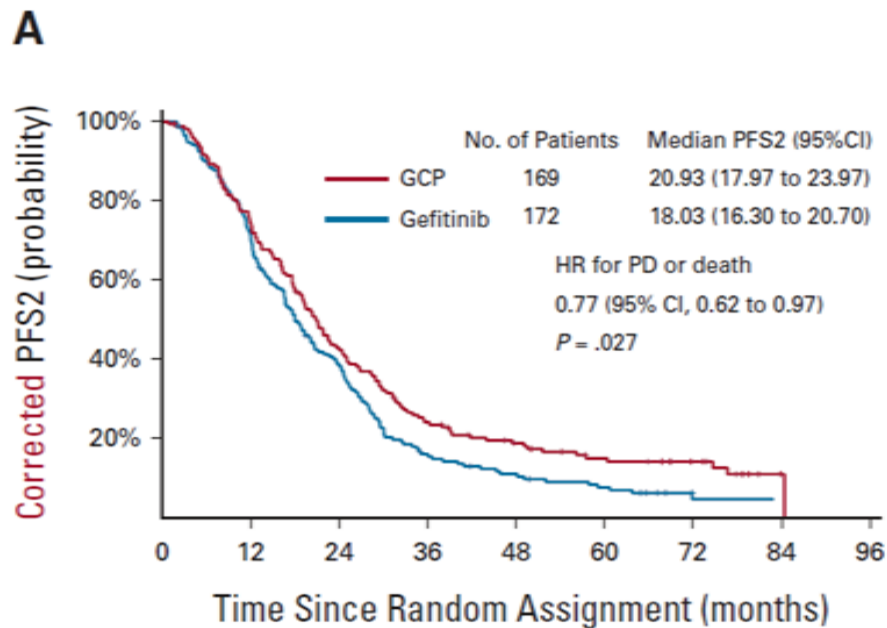 A
Corrected PFS2 (probability)
100%
80%
60%
40%
20%
No. of Patients Median PFS2 (95%CI)
GCP 169 20.93 (17.97 to 23.97)
Gefitinib 172 18.03 (16.30 to 20.70)
HR for PD or death
0.77 (95% CI, 0.62 to 0.97)
P = .027
0 12 24 36 48 60 72 84 96
Time Since Random Assignment (months)